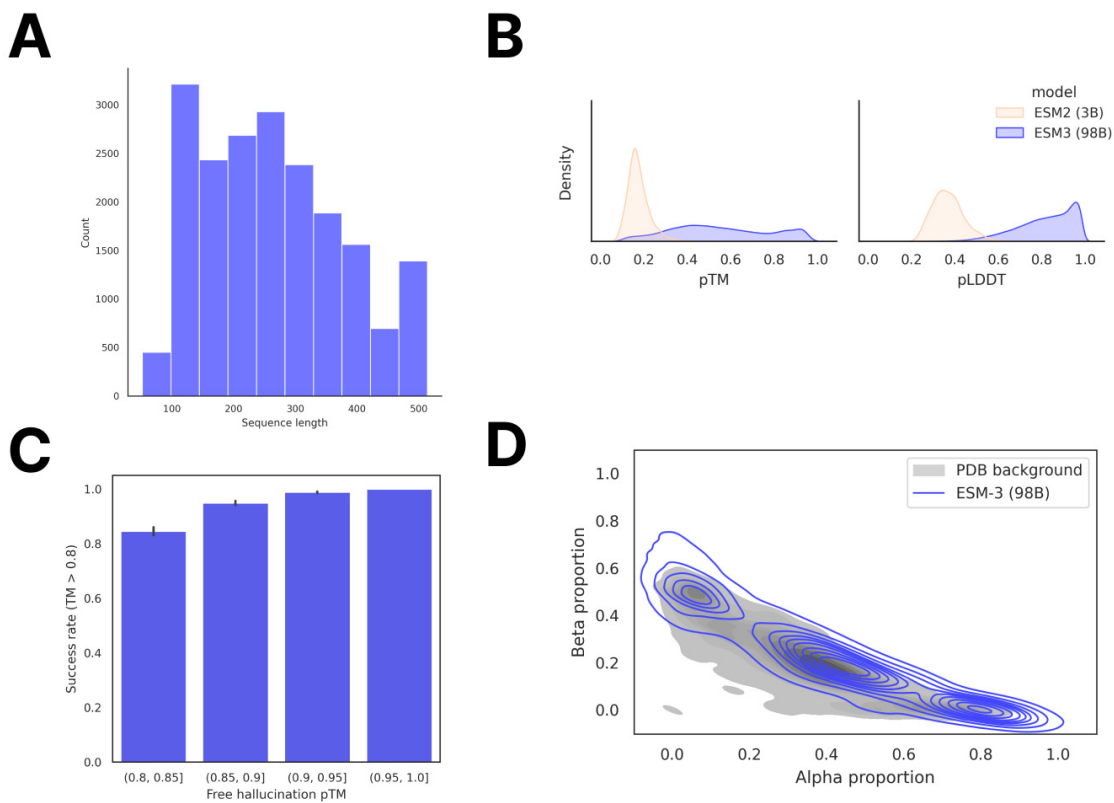 A
3000
2500
2000
1500
1000
500
0
Count
100 200 300 400 500
Sequence length
B
model
ESM2 (3B)
ESM3 (98B)
Density
0.0 0.2 0.4 0.6 0.8 1.0
pTM
0.0 0.2 0.4 0.6 0.8 1.0
pLDDT
C
1.0
0.8
0.6
0.4
0.2
0.0
Success rate (TM > 0.8)
(0.8, 0.85] (0.85, 0.9] (0.9, 0.95] (0.95, 1.0]
Free hallucination pTM
D
PDB background
ESM-3 (98B)
1.0
0.8
0.6
0.4
0.2
0.0
Beta proportion
0.0 0.2 0.4 0.6 0.8 1.0
Alpha proportion